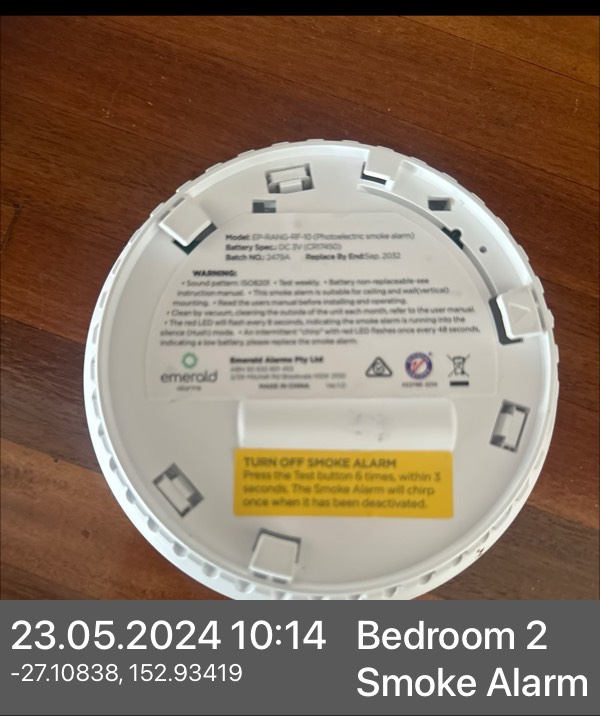 Model: EP-RANG-RF-10 (Photoelectric smoke alarm)
Battery Spec.: DC 3V (CR17450)
Batch NO.: 2479A Replace By End: Sep. 2032
WARNING:
• Sound pattern: ISO8201 • Test weekly. • Battery non-replaceable-see
instruction manual. • This smoke alarm is suitable for ceiling and wall(vertical)
mounting. • Read the users manual before installing and operating.
• Clean by vacuum, cleaning the outside of the unit each month, refer to the user manual.
• The red LED will flash every 8 seconds, indicating the smoke alarm is running into the
silence (Hush) mode. • An intermittent "chirp" with red LED flashes once every 48 seconds,
indicating a low battery, please replace the smoke alarm.
emerald
alarms
Emerald Alarms Pty Ltd
MADE IN CHINA
TURN OFF SMOKE ALARM
Press the Test button 6 times, within 3
seconds. The Smoke Alarm will chirp
once when it has been deactivated.
23.05.2024 10:14
-27.10838, 152.93419
Bedroom 2
Smoke Alarm